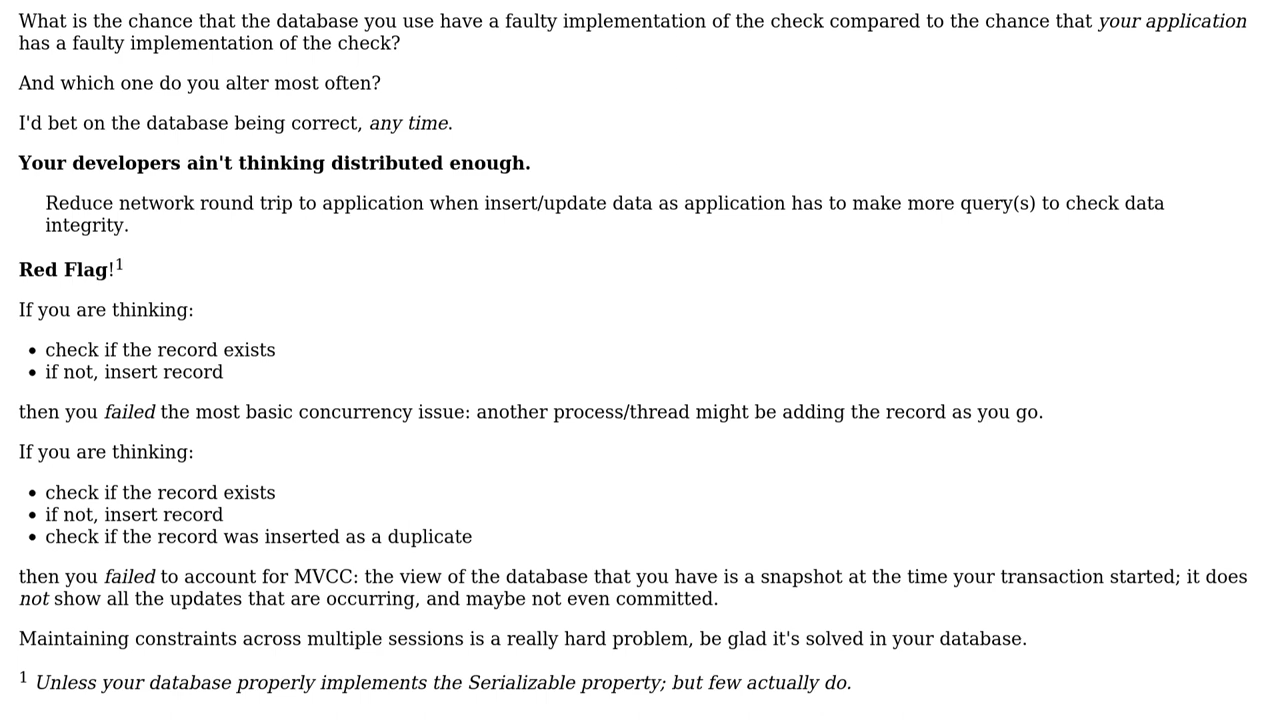 What is the chance that the database you use have a faulty implementation of the check compared to the chance that your application
has a faulty implementation of the check?
And which one do you alter most often?
I'd bet on the database being correct, any time.
Your developers ain't thinking distributed enough.
Reduce network round trip to application when insert/update data as application has to make more query(s) to check data
integrity.
Red Flag!1
If you are thinking:
• check if the record exists
• if not, insert record
then you failed the most basic concurrency issue: another process/thread might be adding the record as you go.
If you are thinking:
• check if the record exists
• if not, insert record
• check if the record was inserted as a duplicate
then you failed to account for MVCC: the view of the database that you have is a snapshot at the time your transaction started; it does
not show all the updates that are occurring, and maybe not even committed.
Maintaining constraints across multiple sessions is a really hard problem, be glad it's solved in your database.
1 Unless your database properly implements the Serializable property; but few actually do.